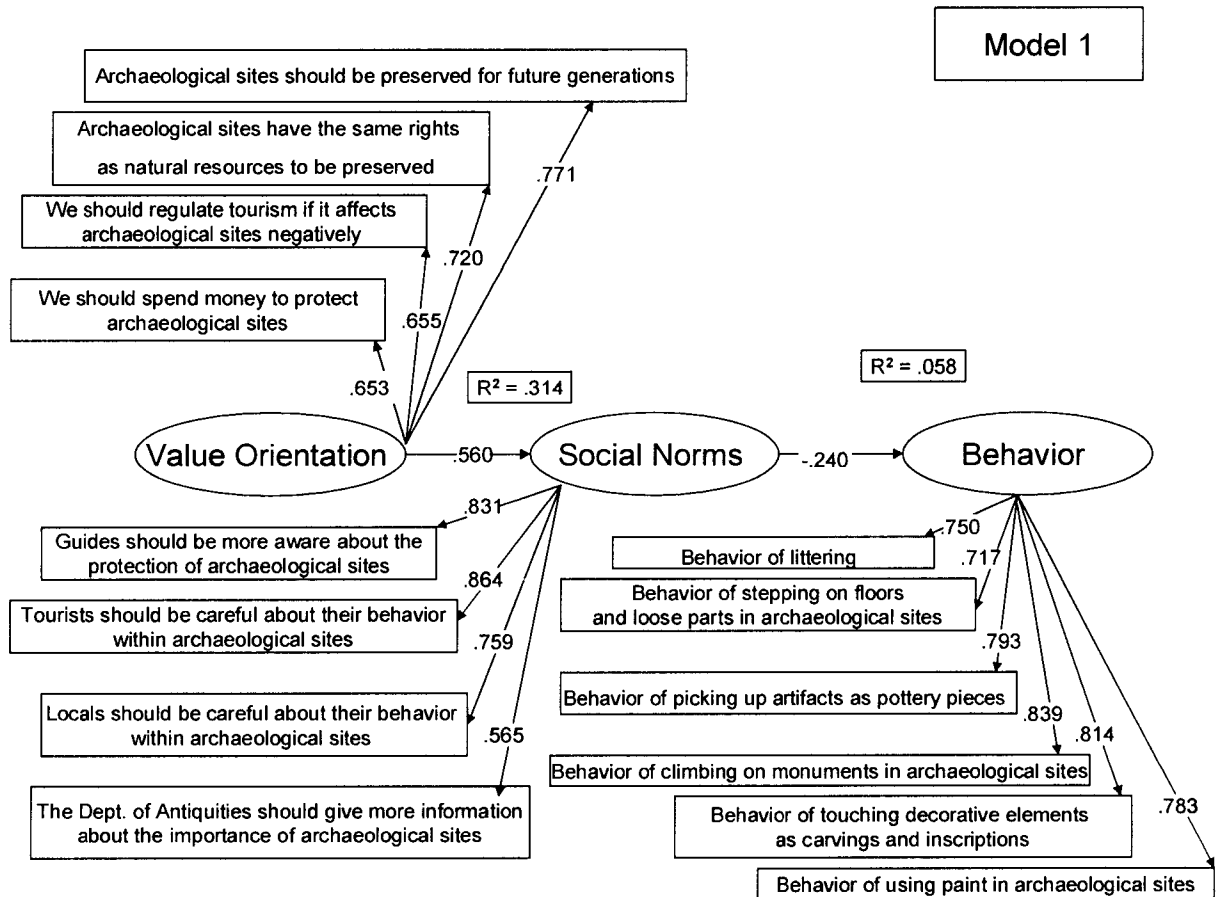 Model 1
Archaeological sites should be preserved for future generations
Archaeological sites have the same rights
as natural resources to be preserved
.771
We should regulate tourism if it affects
archaeological sites negatively
.720
We should spend money to protect
archaeological sites
.655
.653
R² = .314
R² = .058
Value Orientation
.560
Social Norms
-.240
Behavior
.831
Guides should be more aware about the
protection of archaeological sites
.864
Tourists should be careful about their behavior
within archaeological sites
.759
Locals should be careful about their behavior
within archaeological sites
.565
The Dept. of Antiquities should give more information
about the importance of archaeological sites
.750
Behavior of littering
.717
Behavior of stepping on floors
and loose parts in archaeological sites
.793
Behavior of picking up artifacts as pottery pieces
.839
Behavior of climbing on monuments in archaeological sites
.814
Behavior of touching decorative elements
as carvings and inscriptions
.783
Behavior of using paint in archaeological sites